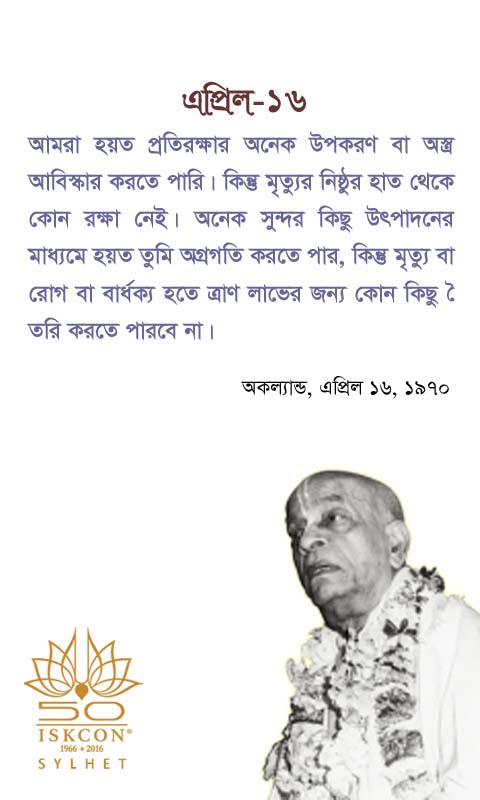 এপ্রিল-১৬
আমরা হয়ত প্রতিরক্ষার অনেক উপকরণ বা অস্ত্র
আবিস্কার করতে পারি। কিন্তু মৃত্যুর নিষ্ঠুর হাত থেকে
কোন রক্ষা নেই। অনেক সুন্দর কিছু উৎপাদনের
মাধ্যমে হয়ত তুমি অগ্রগতি করতে পার, কিন্তু মৃত্যু বা
রোগ বা বার্ধক্য হতে ত্রাণ লাভের জন্য কোন কিছু ৈ
তরি করতে পারবে না।
অকল্যান্ড, এপ্রিল ১৬, ১৯৭০
50
ISKCON®
1966 • 2016
SYLHET